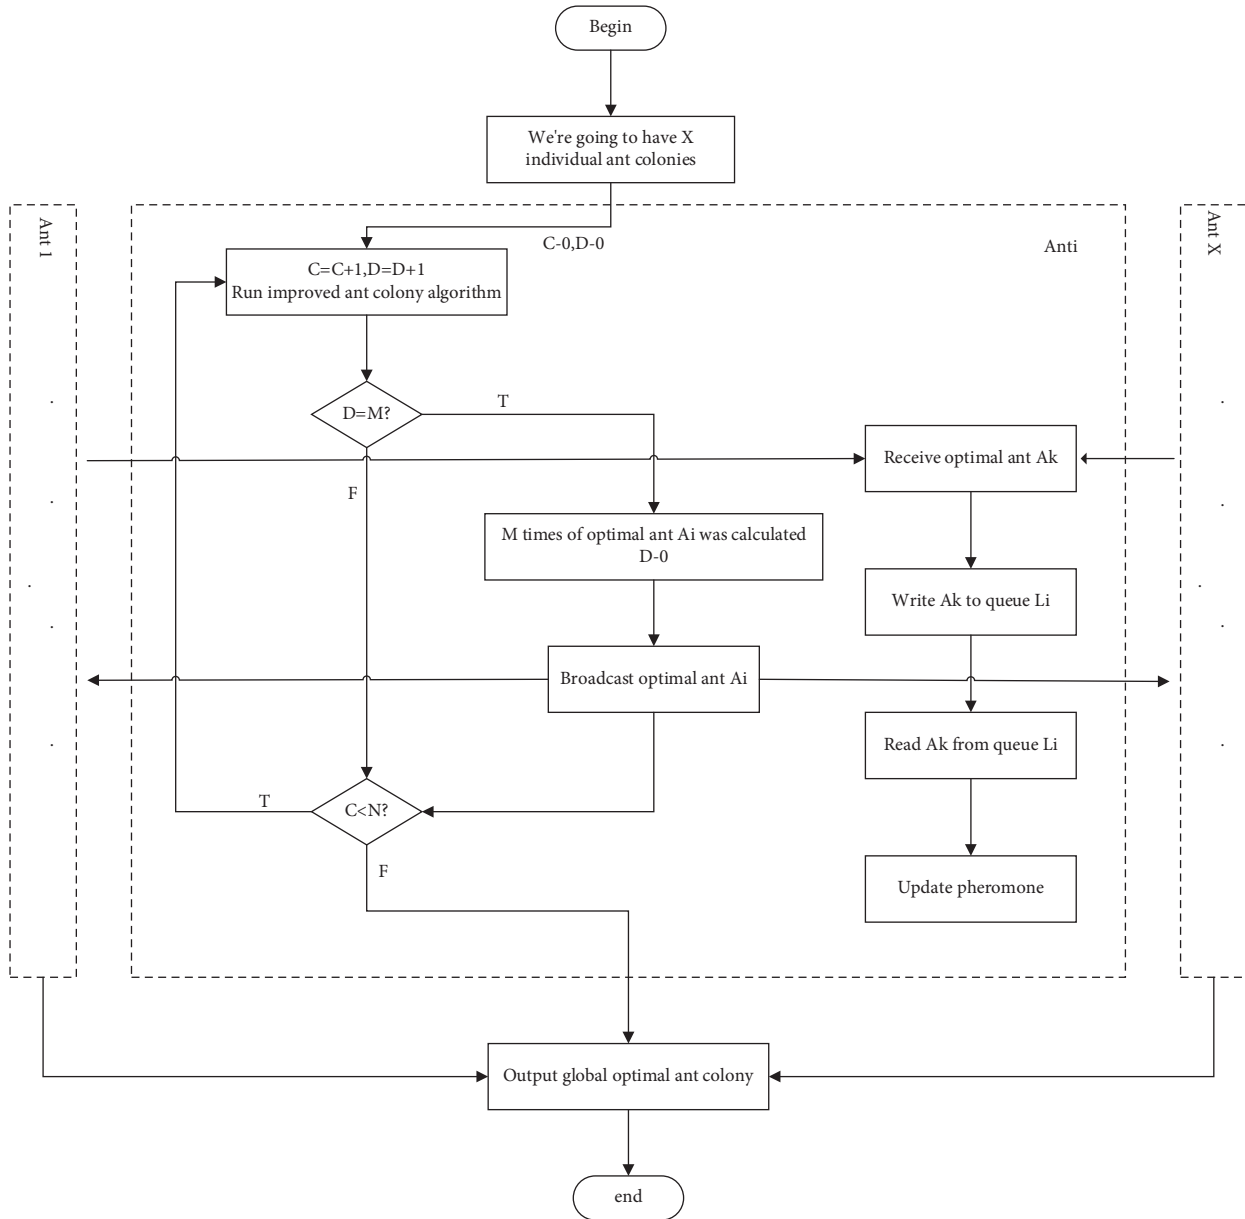 Begin
We're going to have X
individual ant colonies
Ant 1
Ant X
C-0,D-0
Anti
C=C+1,D=D+1
Run improved ant colony algorithm
D=M?
T
Receive optimal ant Ak
F
M times of optimal ant Ai was calculated
D-0
Write Ak to queue Li
Broadcast optimal ant Ai
Read Ak from queue Li
T
C<N?
F
Update pheromone
Output global optimal ant colony
end